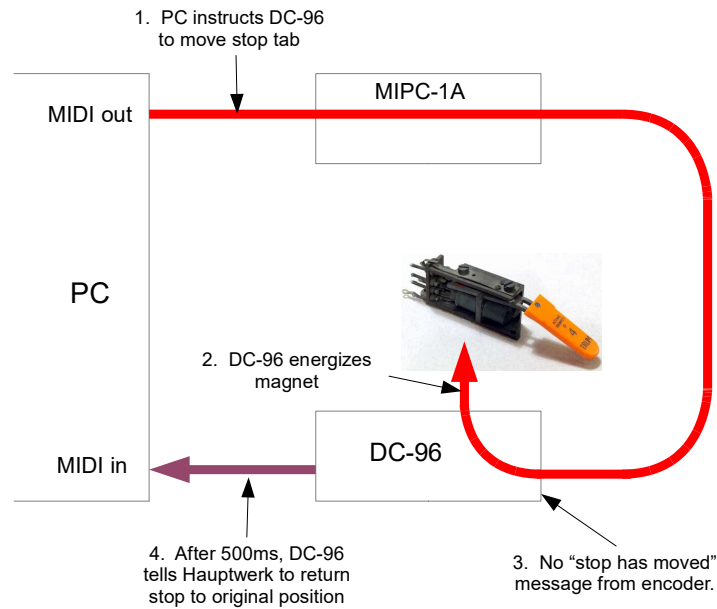 1.  PC instructs DC-96
to move stop tab
MIPC-1A
MIDI out
PC
4
TRUM
2.  DC-96 energizes
magnet
DC-96
MIDI in
4.  After 500ms, DC-96
tells Hauptwerk to return
stop to original position
3.  No “stop has moved”
message from encoder.